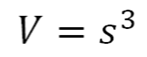 V = s³